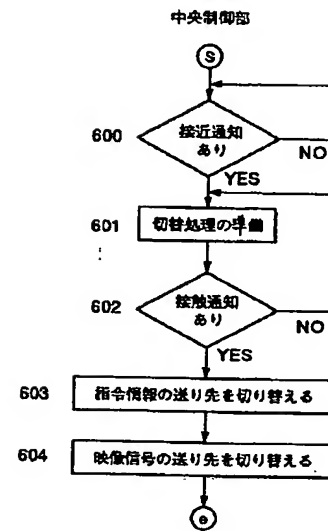 中央制御部
S
600
接近通知
あり
NO
YES
601
切替処理の準備
602
接触通知
あり
NO
YES
603
指令情報の送り先を切り替える
604
映像信号の送り先を切り替える
e